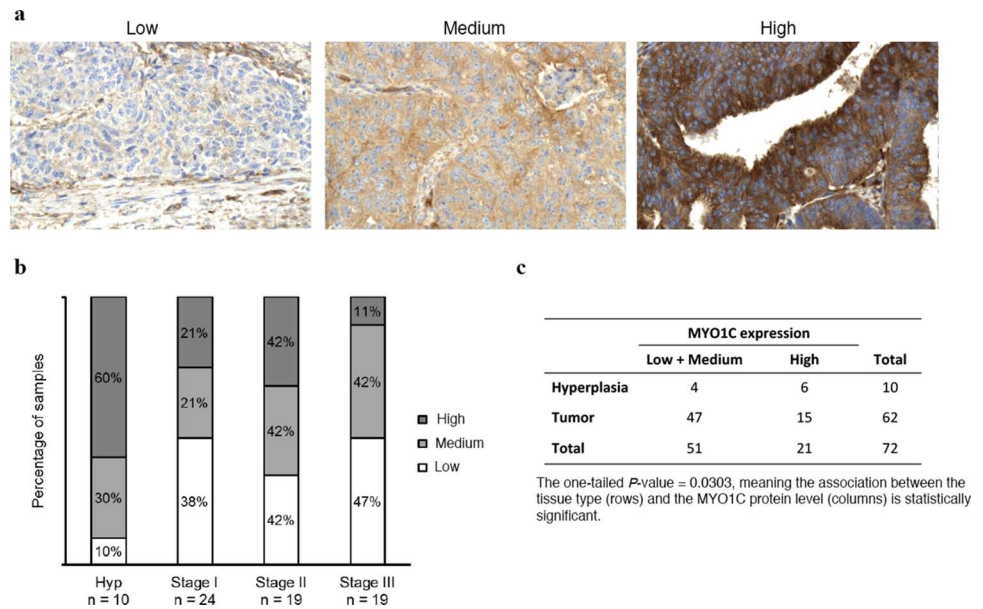 a
Low
Medium
High
b
Percentage of samples
60%
30%
10%
21%
21%
38%
42%
42%
42%
11%
42%
47%
High
Medium
Low
Hyp
n = 10
Stage I
n = 24
Stage II
n = 19
Stage III
n = 19
c
MYO1C expression
Low + Medium High Total
Hyperplasia 4 6 10
Tumor 47 15 62
Total 51 21 72
The one-tailed P-value = 0.0303, meaning the association between the
tissue type (rows) and the MYO1C protein level (columns) is statistically
significant.